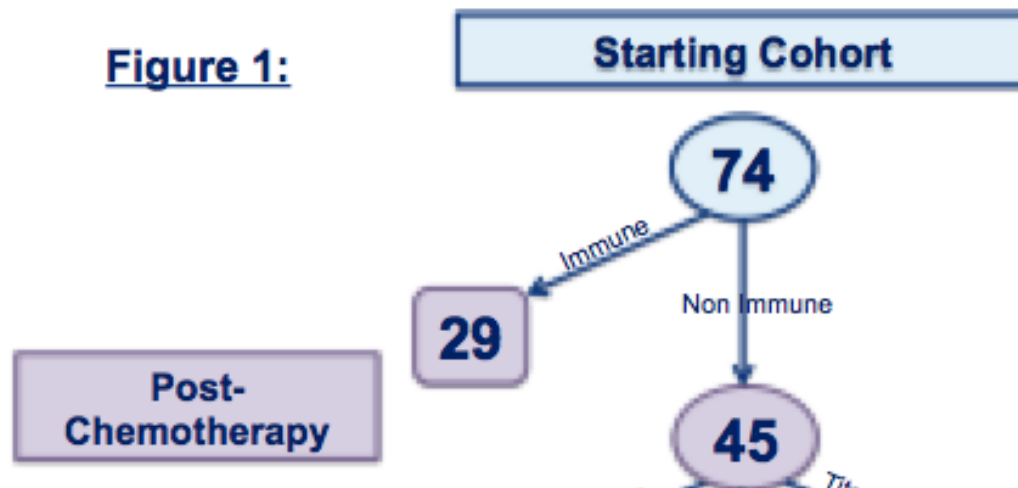 Figure 1:
Starting Cohort
74
Immune
Non Immune
29
Post-
Chemotherapy
45